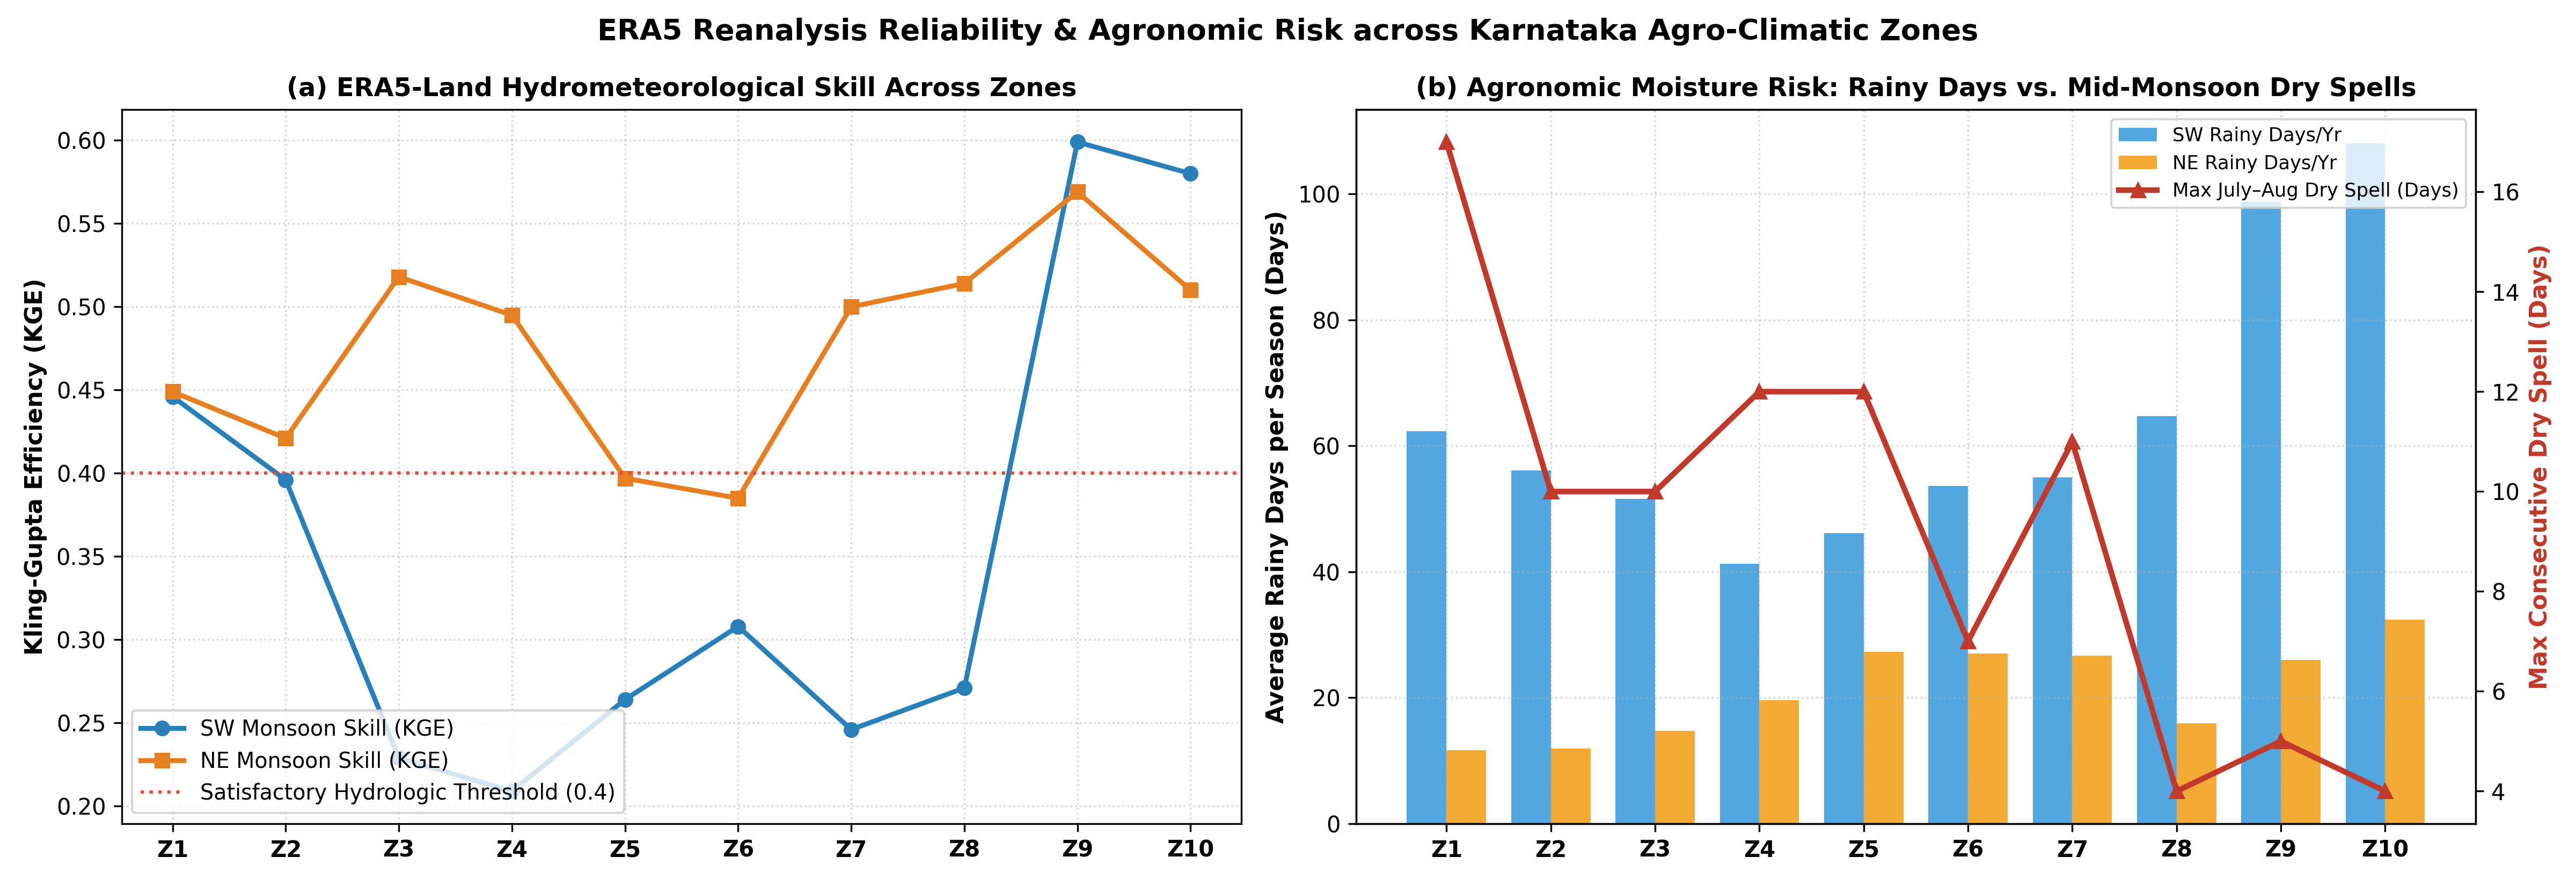 ERA5 Reanalysis Reliability & Agronomic Risk across Karnataka Agro-Climatic Zones
(a) ERA5-Land Hydrometeorological Skill Across Zones
Kling-Gupta Efficiency (KGE)
0.60
0.55
0.50
0.45
0.40
0.35
0.30
0.25
0.20
SW Monsoon Skill (KGE)
NE Monsoon Skill (KGE)
Satisfactory Hydrologic Threshold (0.4)
Z1 Z2 Z3 Z4 Z5 Z6 Z7 Z8 Z9 Z10
(b) Agronomic Moisture Risk: Rainy Days vs. Mid-Monsoon Dry Spells
Average Rainy Days per Season (Days)
100
80
60
40
20
0
SW Rainy Days/Yr
NE Rainy Days/Yr
Max July–Aug Dry Spell (Days)
16
14
12
10
8
6
4
Max Consecutive Dry Spell (Days)
Z1 Z2 Z3 Z4 Z5 Z6 Z7 Z8 Z9 Z10